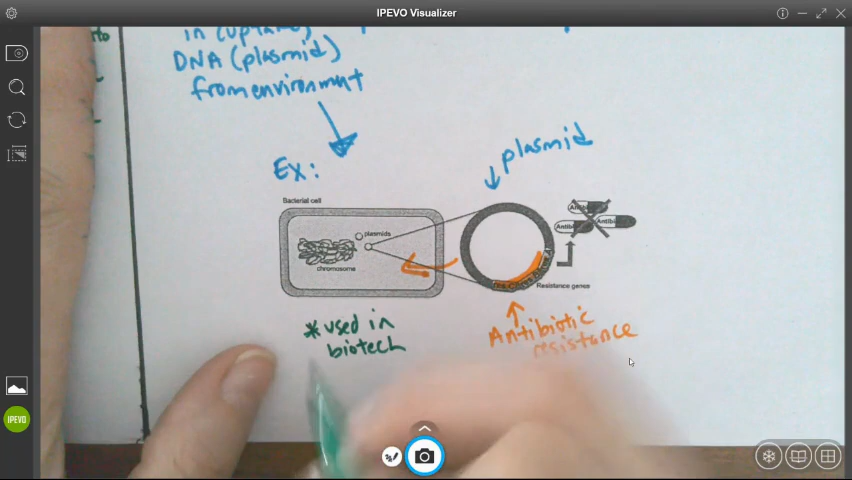 IPEVO Visualizer
DNA (plasmid)
from environment
Ex:
plasmid
Bacterial cell
plasmids
chromosome
Resistance genes
*used in
biotech
Antibiotic
resistance
IPEVO